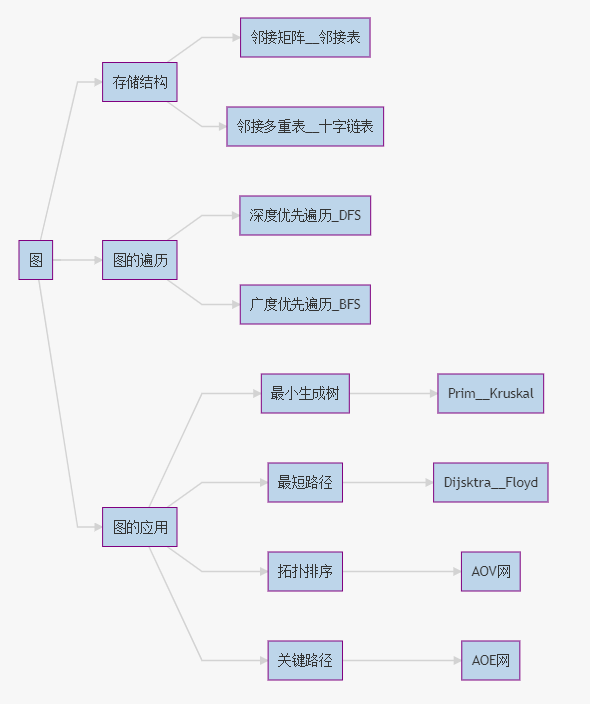 图
存储结构
邻接矩阵__邻接表
邻接多重表__十字链表
图的遍历
深度优先遍历_DFS
广度优先遍历_BFS
图的应用
最小生成树
Prim__Kruskal
最短路径
Dijsktra__Floyd
拓扑排序
AOV网
关键路径
AOE网